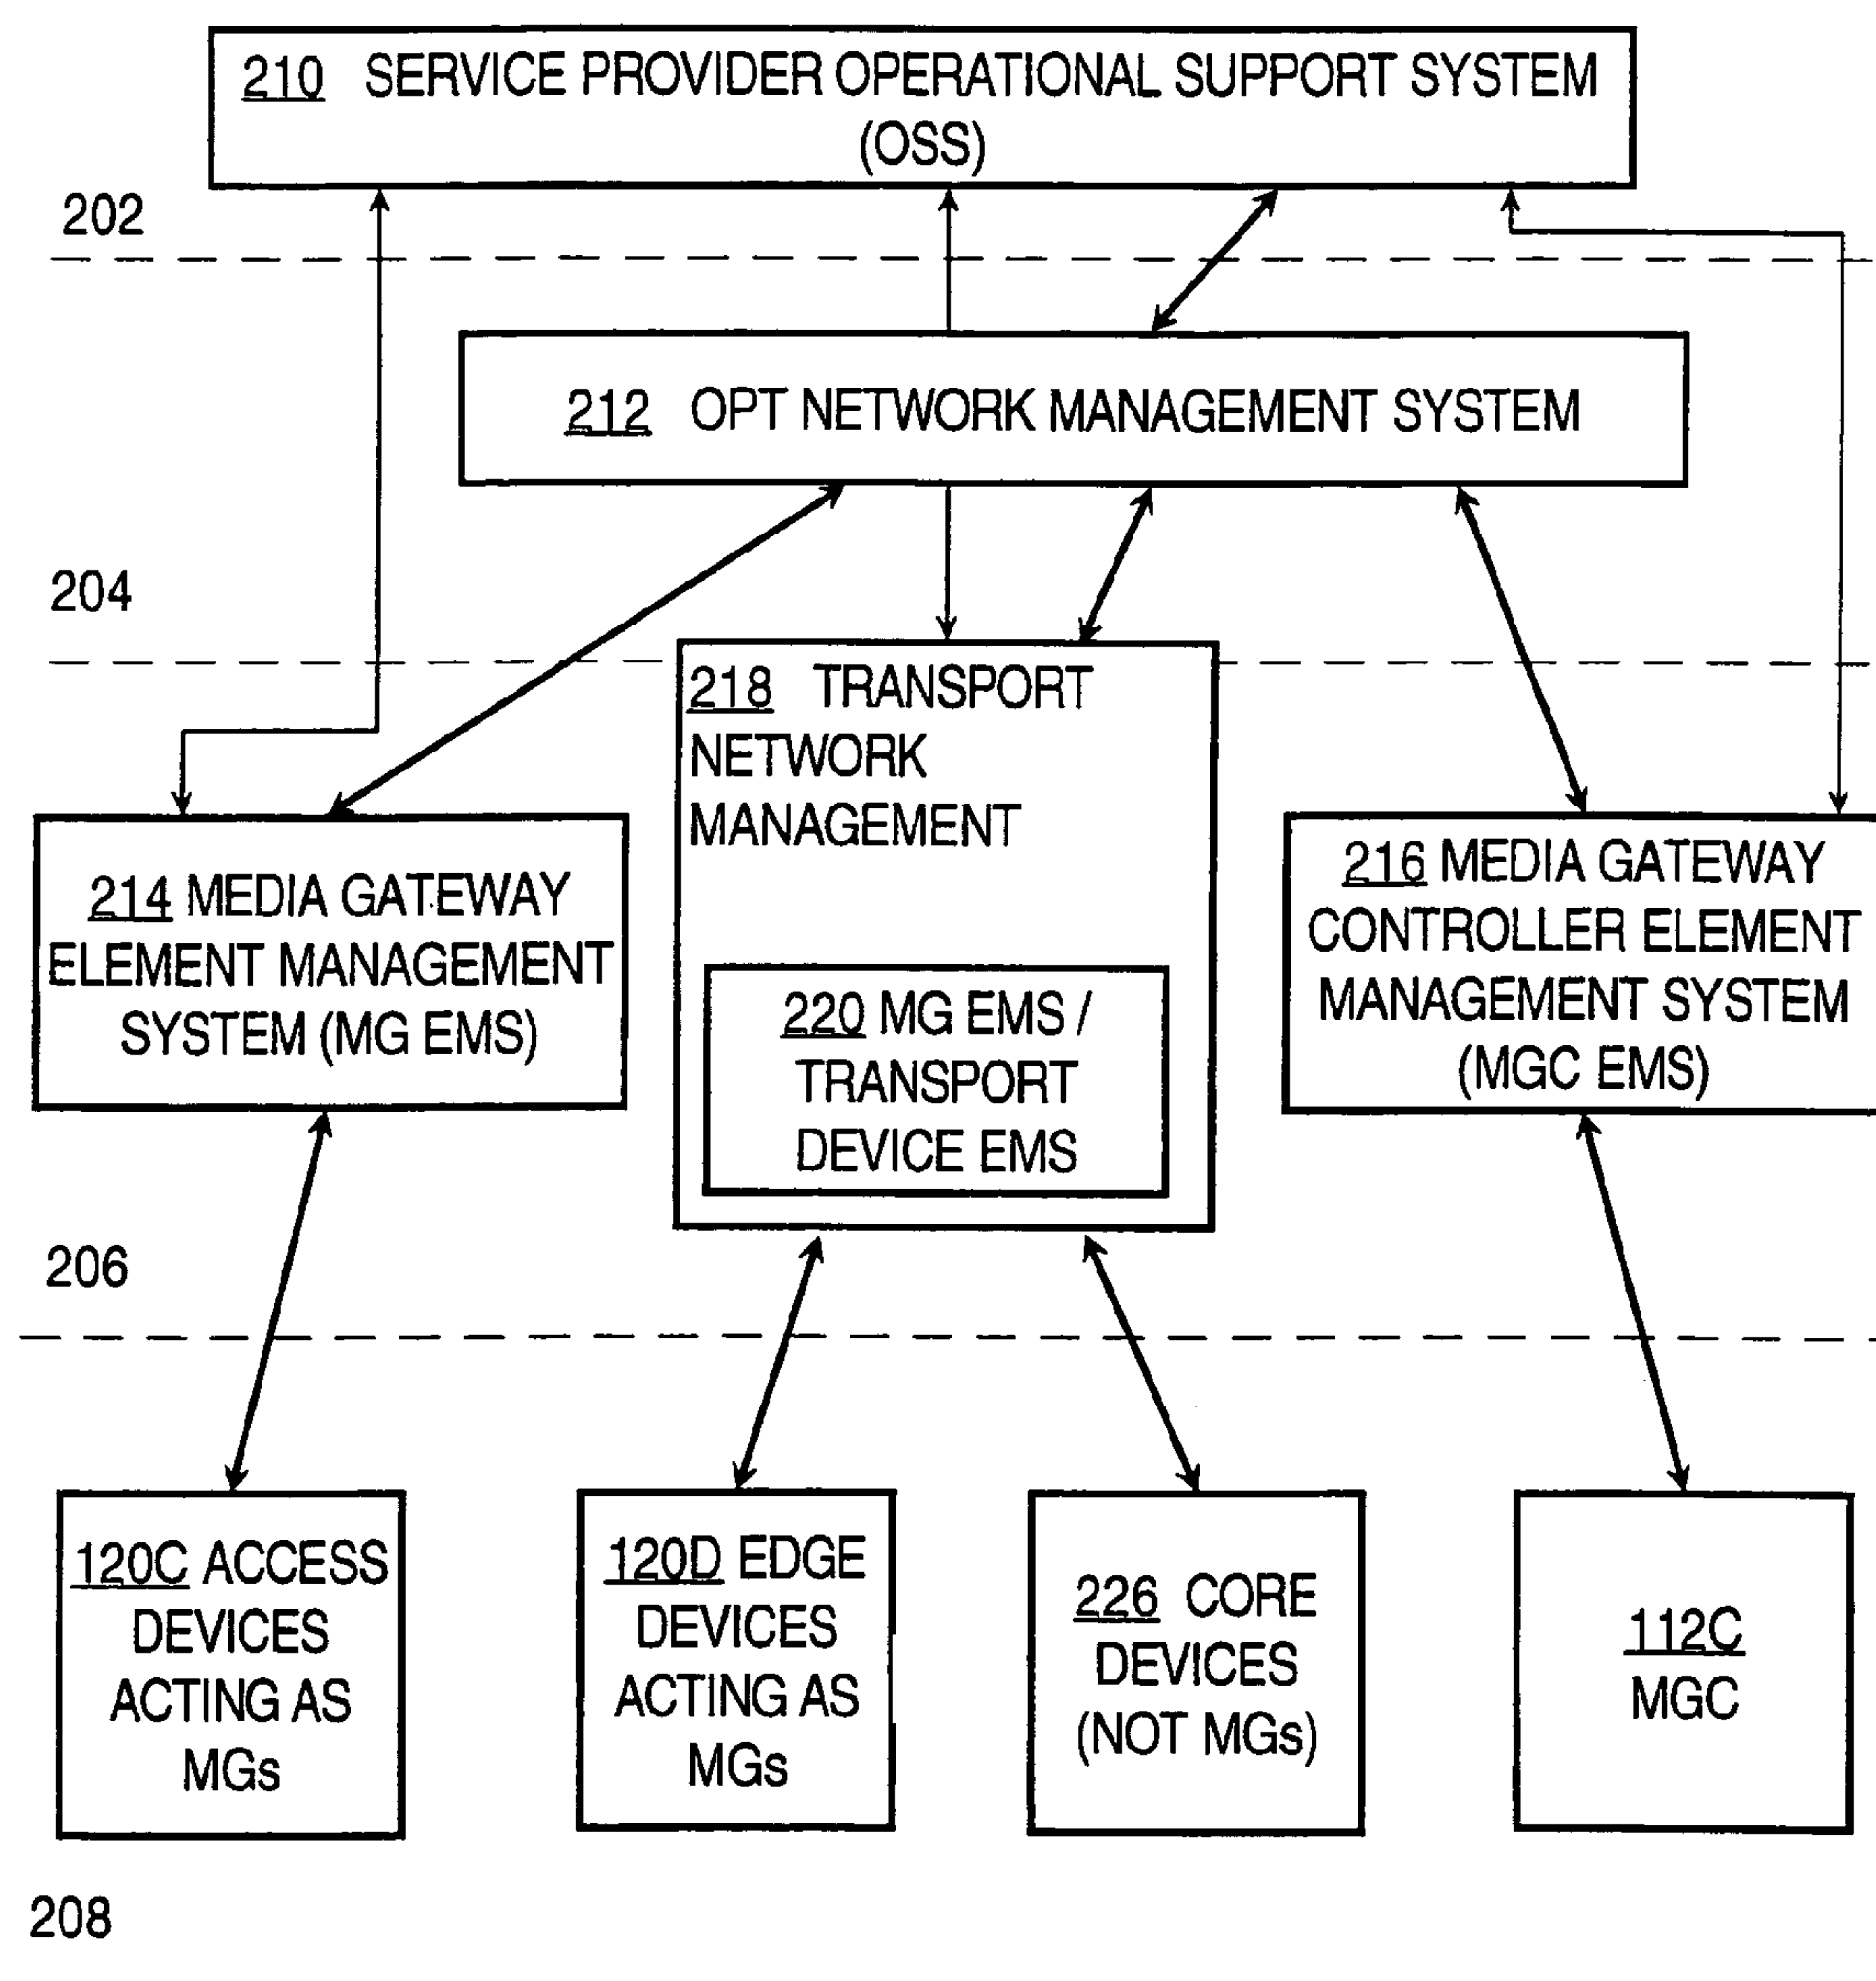 210 SERVICE PROVIDER OPERATIONAL SUPPORT SYSTEM
(OSS)
202
212 OPT NETWORK MANAGEMENT SYSTEM
204
218 TRANSPORT
NETWORK
MANAGEMENT
214 MEDIA GATEWAY
ELEMENT MANAGEMENT
SYSTEM (MG EMS)
220 MG EMS /
TRANSPORT
DEVICE EMS
216 MEDIA GATEWAY
CONTROLLER ELEMENT
MANAGEMENT SYSTEM
(MGC EMS)
206
120C ACCESS
DEVICES
ACTING AS
MGs
120D EDGE
DEVICES
ACTING AS
MGs
226 CORE
DEVICES
(NOT MGs)
112C
MGC
208